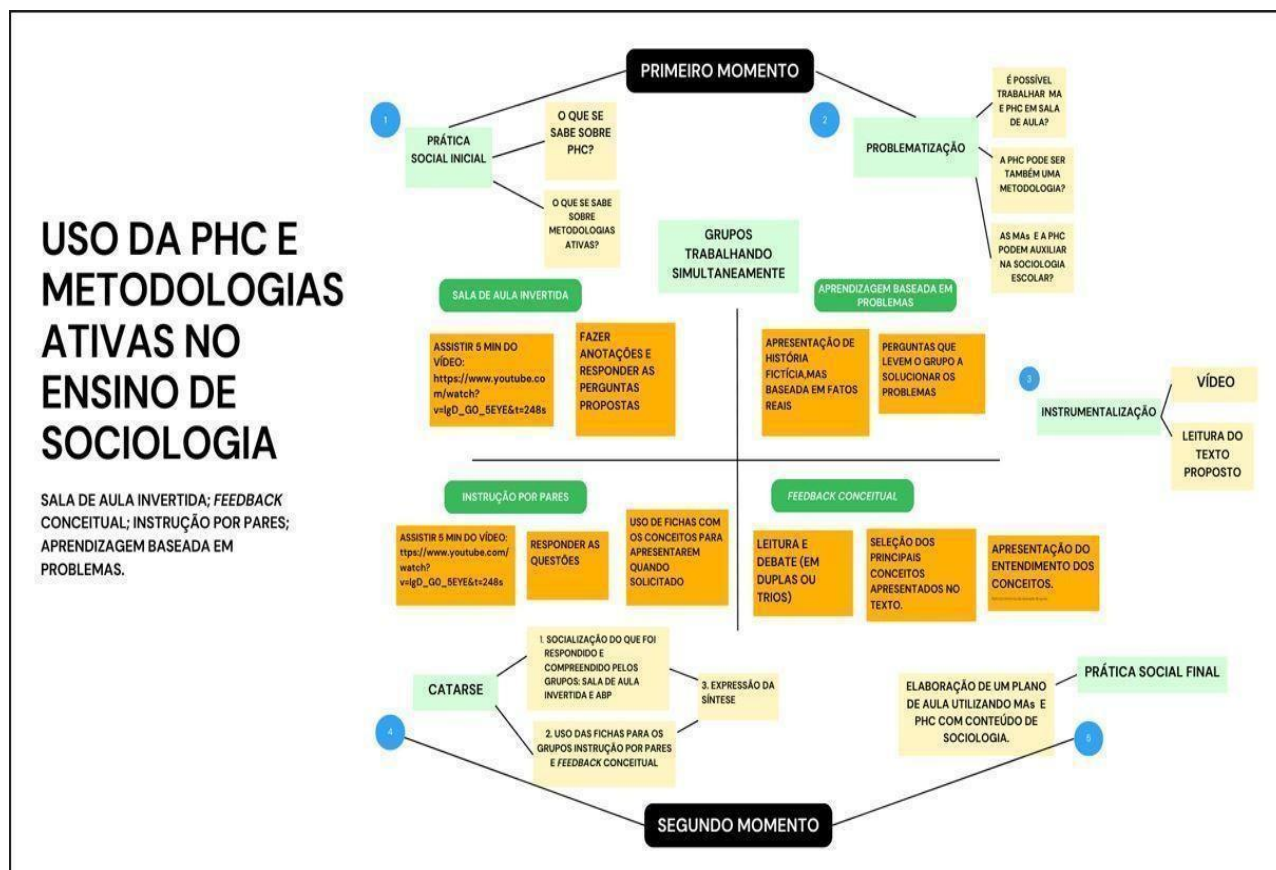 USO DA PHC E
METODOLOGIAS
ATIVAS NO
ENSINO DE
SOCIOLOGIA
SALA DE AULA INVERTIDA; FEEDBACK
CONCEITUAL; INSTRUÇÃO POR PARES;
APRENDIZAGEM BASEADA EM
PROBLEMAS.
PRIMEIRO MOMENTO
1
PRÁTICA
SOCIAL INICIAL
O QUE SE
SABE SOBRE
PHC?
O QUE SE SABE
SOBRE
METODOLOGIAS
ATIVAS?
2
PROBLEMATIZAÇÃO
É POSSÍVEL
TRABALHAR MA
E PHC EM SALA
DE AULA?
A PHC PODE SER
TAMBÉM UMA
METODOLOGIA?
AS MAs E A PHC
PODEM AUXILIAR
NA SOCIOLOGIA
ESCOLAR?
GRUPOS
TRABALHANDO
SIMULTANEAMENTE
SALA DE AULA INVERTIDA
ASSISTIR 5 MIN DO
VÍDEO:
https://www.youtube.co
m/watch?
v=lgD_G0_5EYE&t=248s
FAZER
ANOTAÇÕES E
RESPONDER AS
PERGUNTAS
PROPOSTAS
APRENDIZAGEM BASEADA EM
PROBLEMAS
APRESENTAÇÃO DE
HISTÓRIA
FICTÍCIA,MAS
BASEADA EM FATOS
REAIS
PERGUNTAS QUE
LEVEM O GRUPO A
SOLUCIONAR OS
PROBLEMAS
3
INSTRUMENTALIZAÇÃO
VÍDEO
LEITURA DO
TEXTO
PROPOSTO
INSTRUÇÃO POR PARES
ASSISTIR 5 MIN DO VÍDEO:
ttps://www.youtube.com/
watch?
v=lgD_G0_5EYE&t=248s
RESPONDER AS
QUESTÕES
USO DE FICHAS COM
OS CONCEITOS PARA
APRESENTAREM
QUANDO
SOLICITADO
FEEDBACK CONCEITUAL
LEITURA E
DEBATE (EM
DUPLAS OU
TRIOS)
SELEÇÃO DOS
PRINCIPAIS
CONCEITOS
APRESENTADOS NO
TEXTO.
APRESENTAÇÃO DO
ENTENDIMENTO DOS
CONCEITOS.
4
CATARSE
1. SOCIALIZAÇÃO DO QUE FOI
RESPONDIDO E
COMPREENDIDO PELOS
GRUPOS: SALA DE AULA
INVERTIDA E ABP
2. USO DAS FICHAS PARA OS
GRUPOS INSTRUÇÃO POR PARES
E FEEDBACK CONCEITUAL
3. EXPRESSÃO DA
SÍNTESE
PRÁTICA SOCIAL FINAL
ELABORAÇÃO DE UM PLANO
DE AULA UTILIZANDO MAs E
PHC COM CONTEÚDO DE
SOCIOLOGIA.
5
SEGUNDO MOMENTO